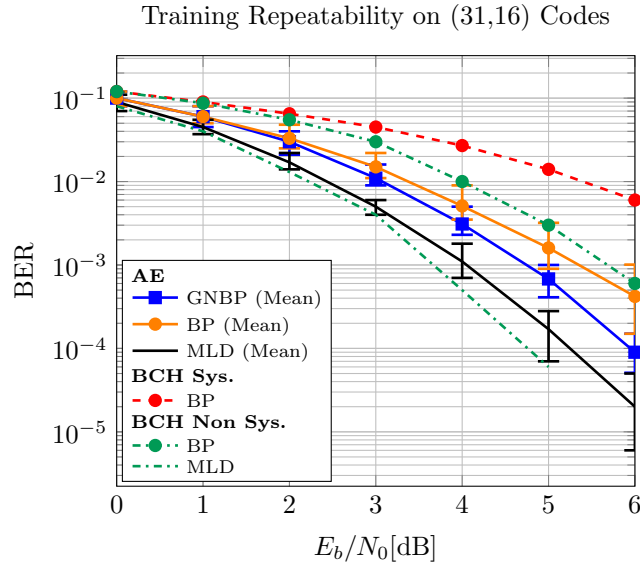 Training Repeatability on (31,16) Codes
10^{-1}
10^{-2}
10^{-3}
10^{-4}
10^{-5}
BER
AE
GNBP (Mean)
BP (Mean)
MLD (Mean)
BCH Sys.
BP
BCH Non Sys.
BP
MLD
0 1 2 3 4 5 6
E_b/N_0[dB]